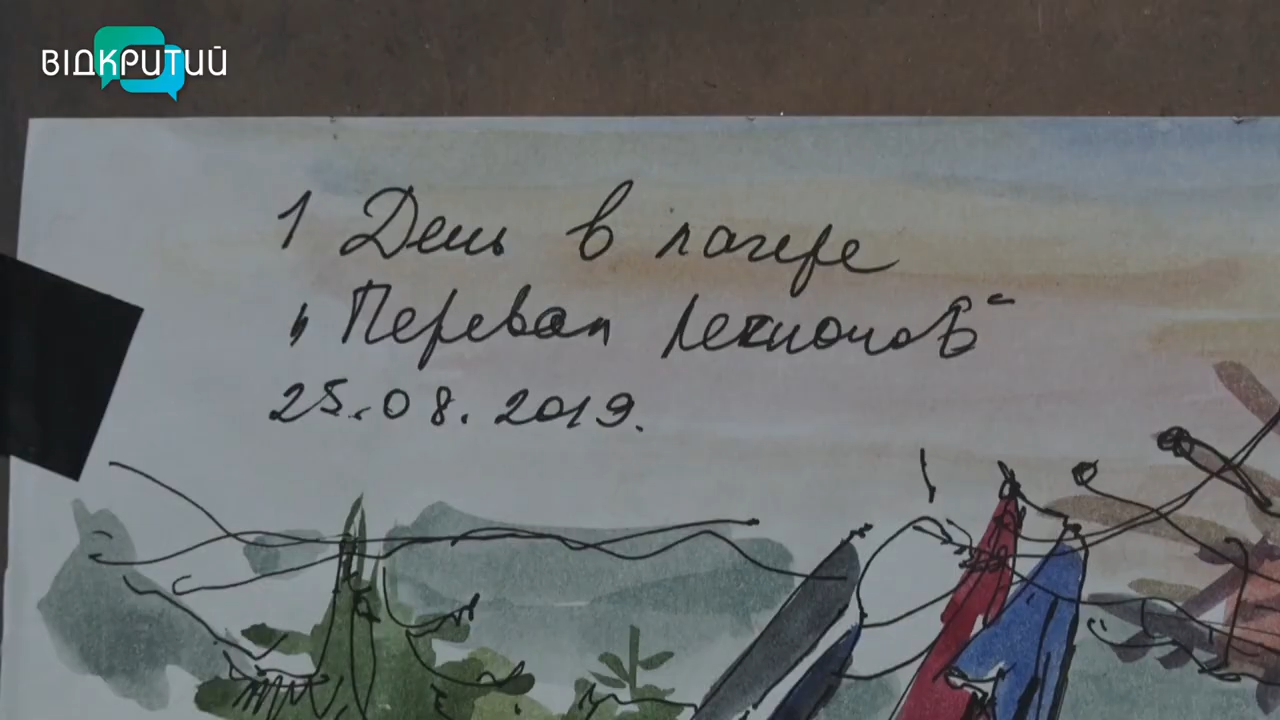 ВІДКРИТИЙ
1 День в лагере
„Перевал Легионов“
25.08.2019.